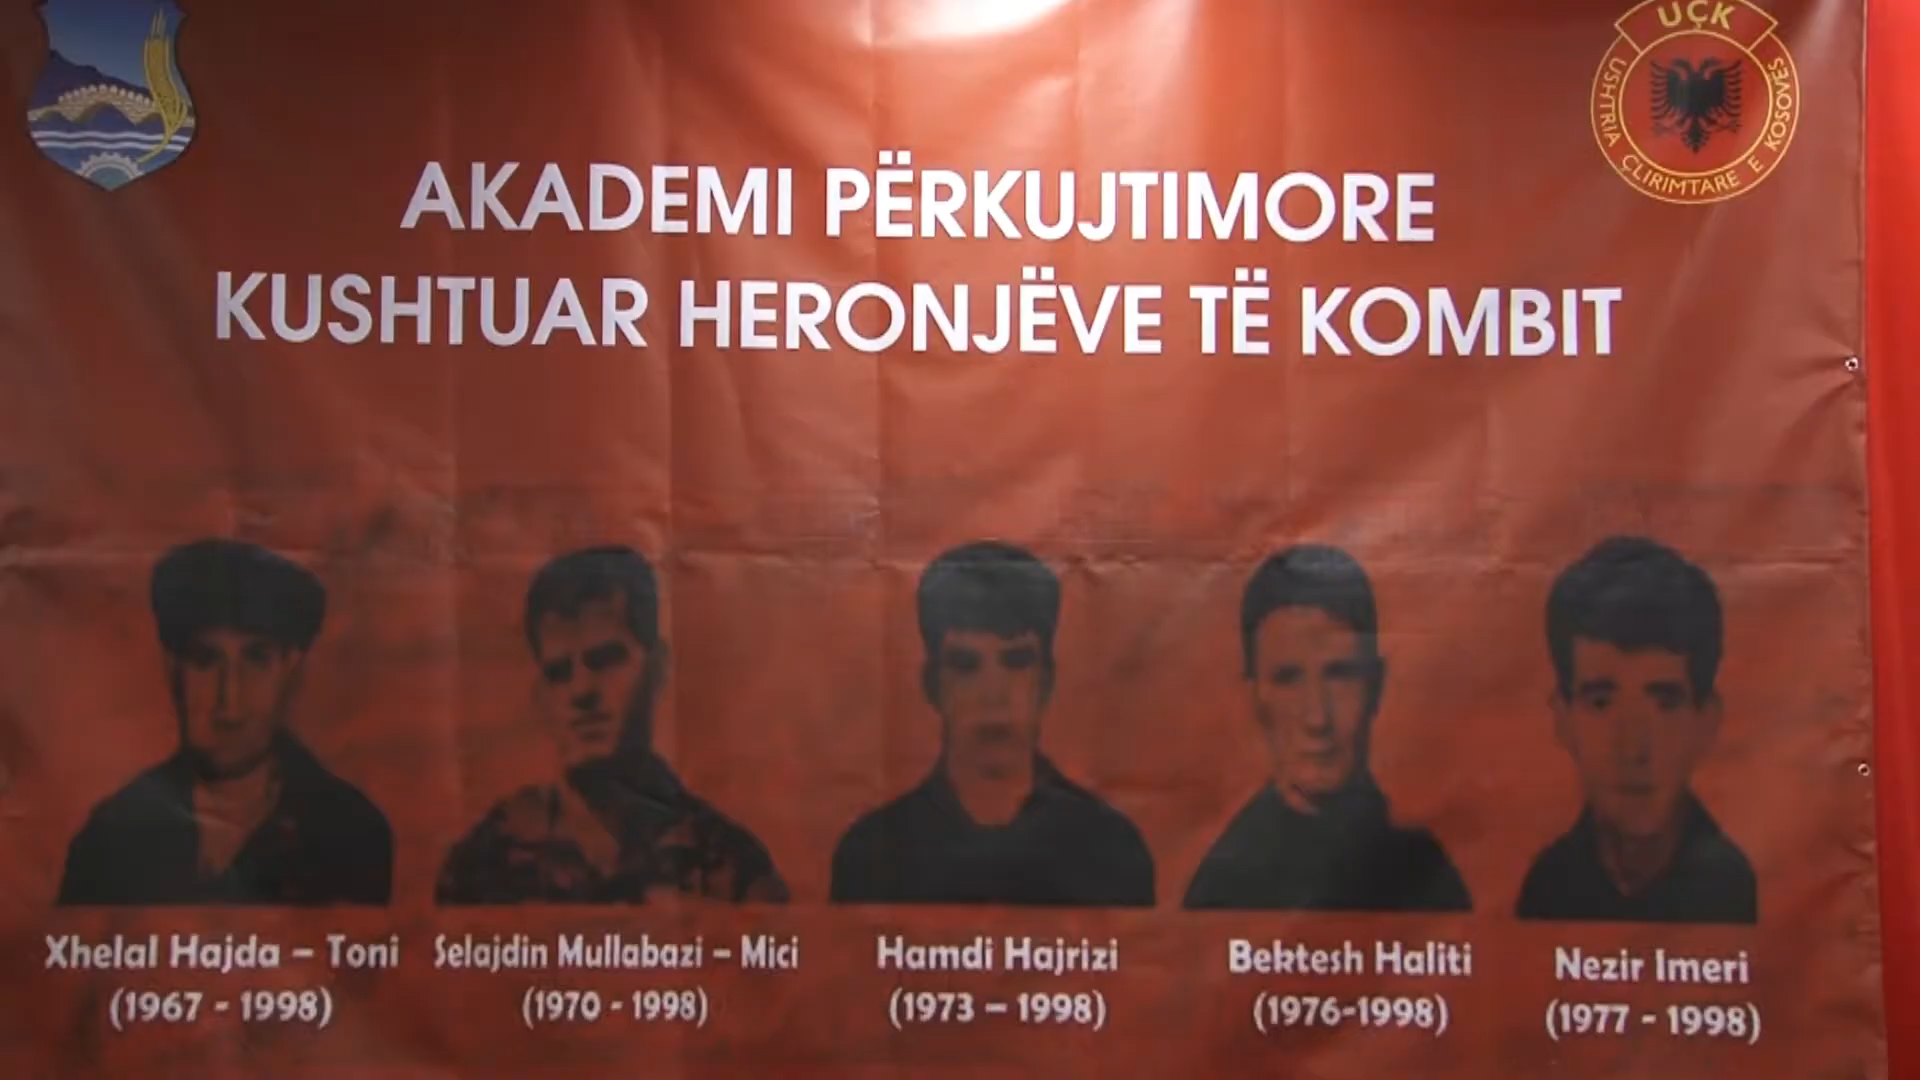 UÇK
USHTRIA ÇLIRIMTARE E KOSOVËS
AKADEMI PËRKUJTIMORE
KUSHTUAR HERONJËVE TË KOMBIT
Xhelal Hajda – Toni
(1967 - 1998)
Selajdin Mullabazi – Mici
(1970 - 1998)
Hamdi Hajrizi
(1973 – 1998)
Bektesh Haliti
(1976-1998)
Nezir Imeri
(1977 - 1998)